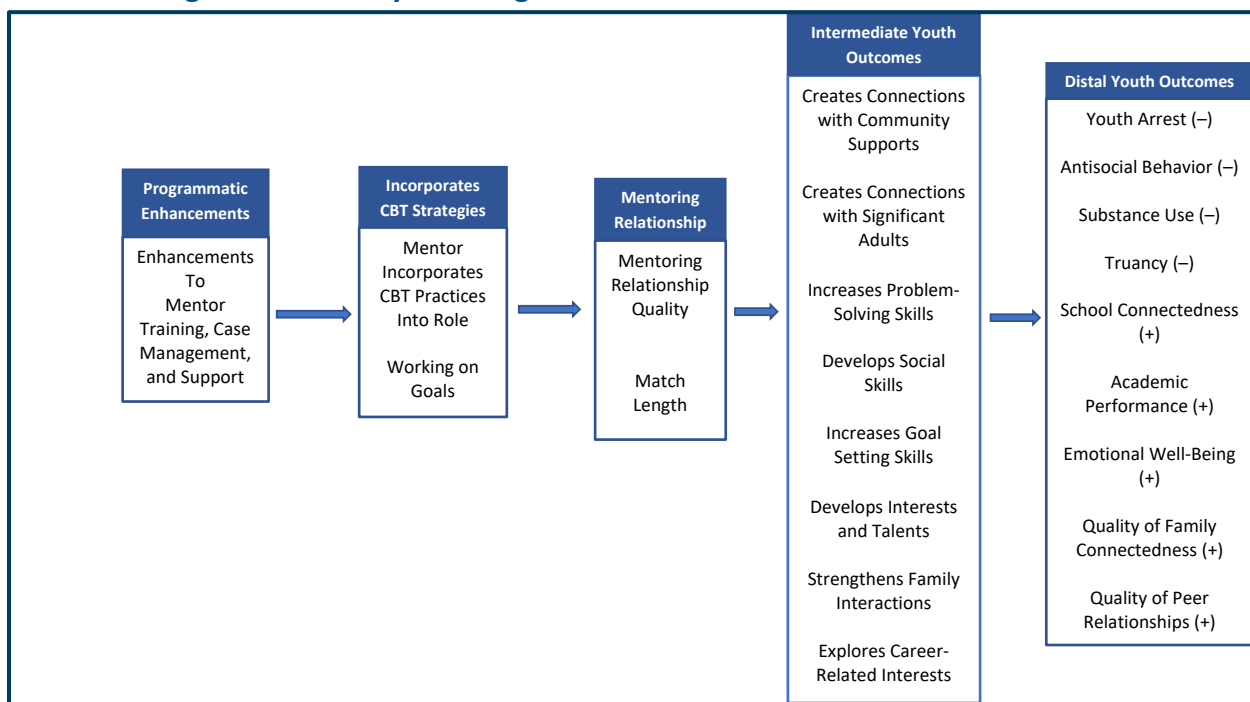 Programmatic
Enhancements
Enhancements
To
Mentor
Training, Case
Management,
and Support
Incorporates
CBT Strategies
Mentor
Incorporates
CBT Practices
Into Role
Working on
Goals
Mentoring
Relationship
Mentoring
Relationship
Quality
Match
Length
Intermediate Youth
Outcomes
Creates Connections
with Community
Supports
Creates Connections
with Significant
Adults
Increases Problem-
Solving Skills
Develops Social
Skills
Increases Goal
Setting Skills
Develops Interests
and Talents
Strengthens Family
Interactions
Explores Career-
Related Interests
Distal Youth Outcomes
Youth Arrest (–)
Antisocial Behavior (–)
Substance Use (–)
Truancy (–)
School Connectedness
(+)
Academic
Performance (+)
Emotional Well-Being
(+)
Quality of Family
Connectedness (+)
Quality of Peer
Relationships (+)